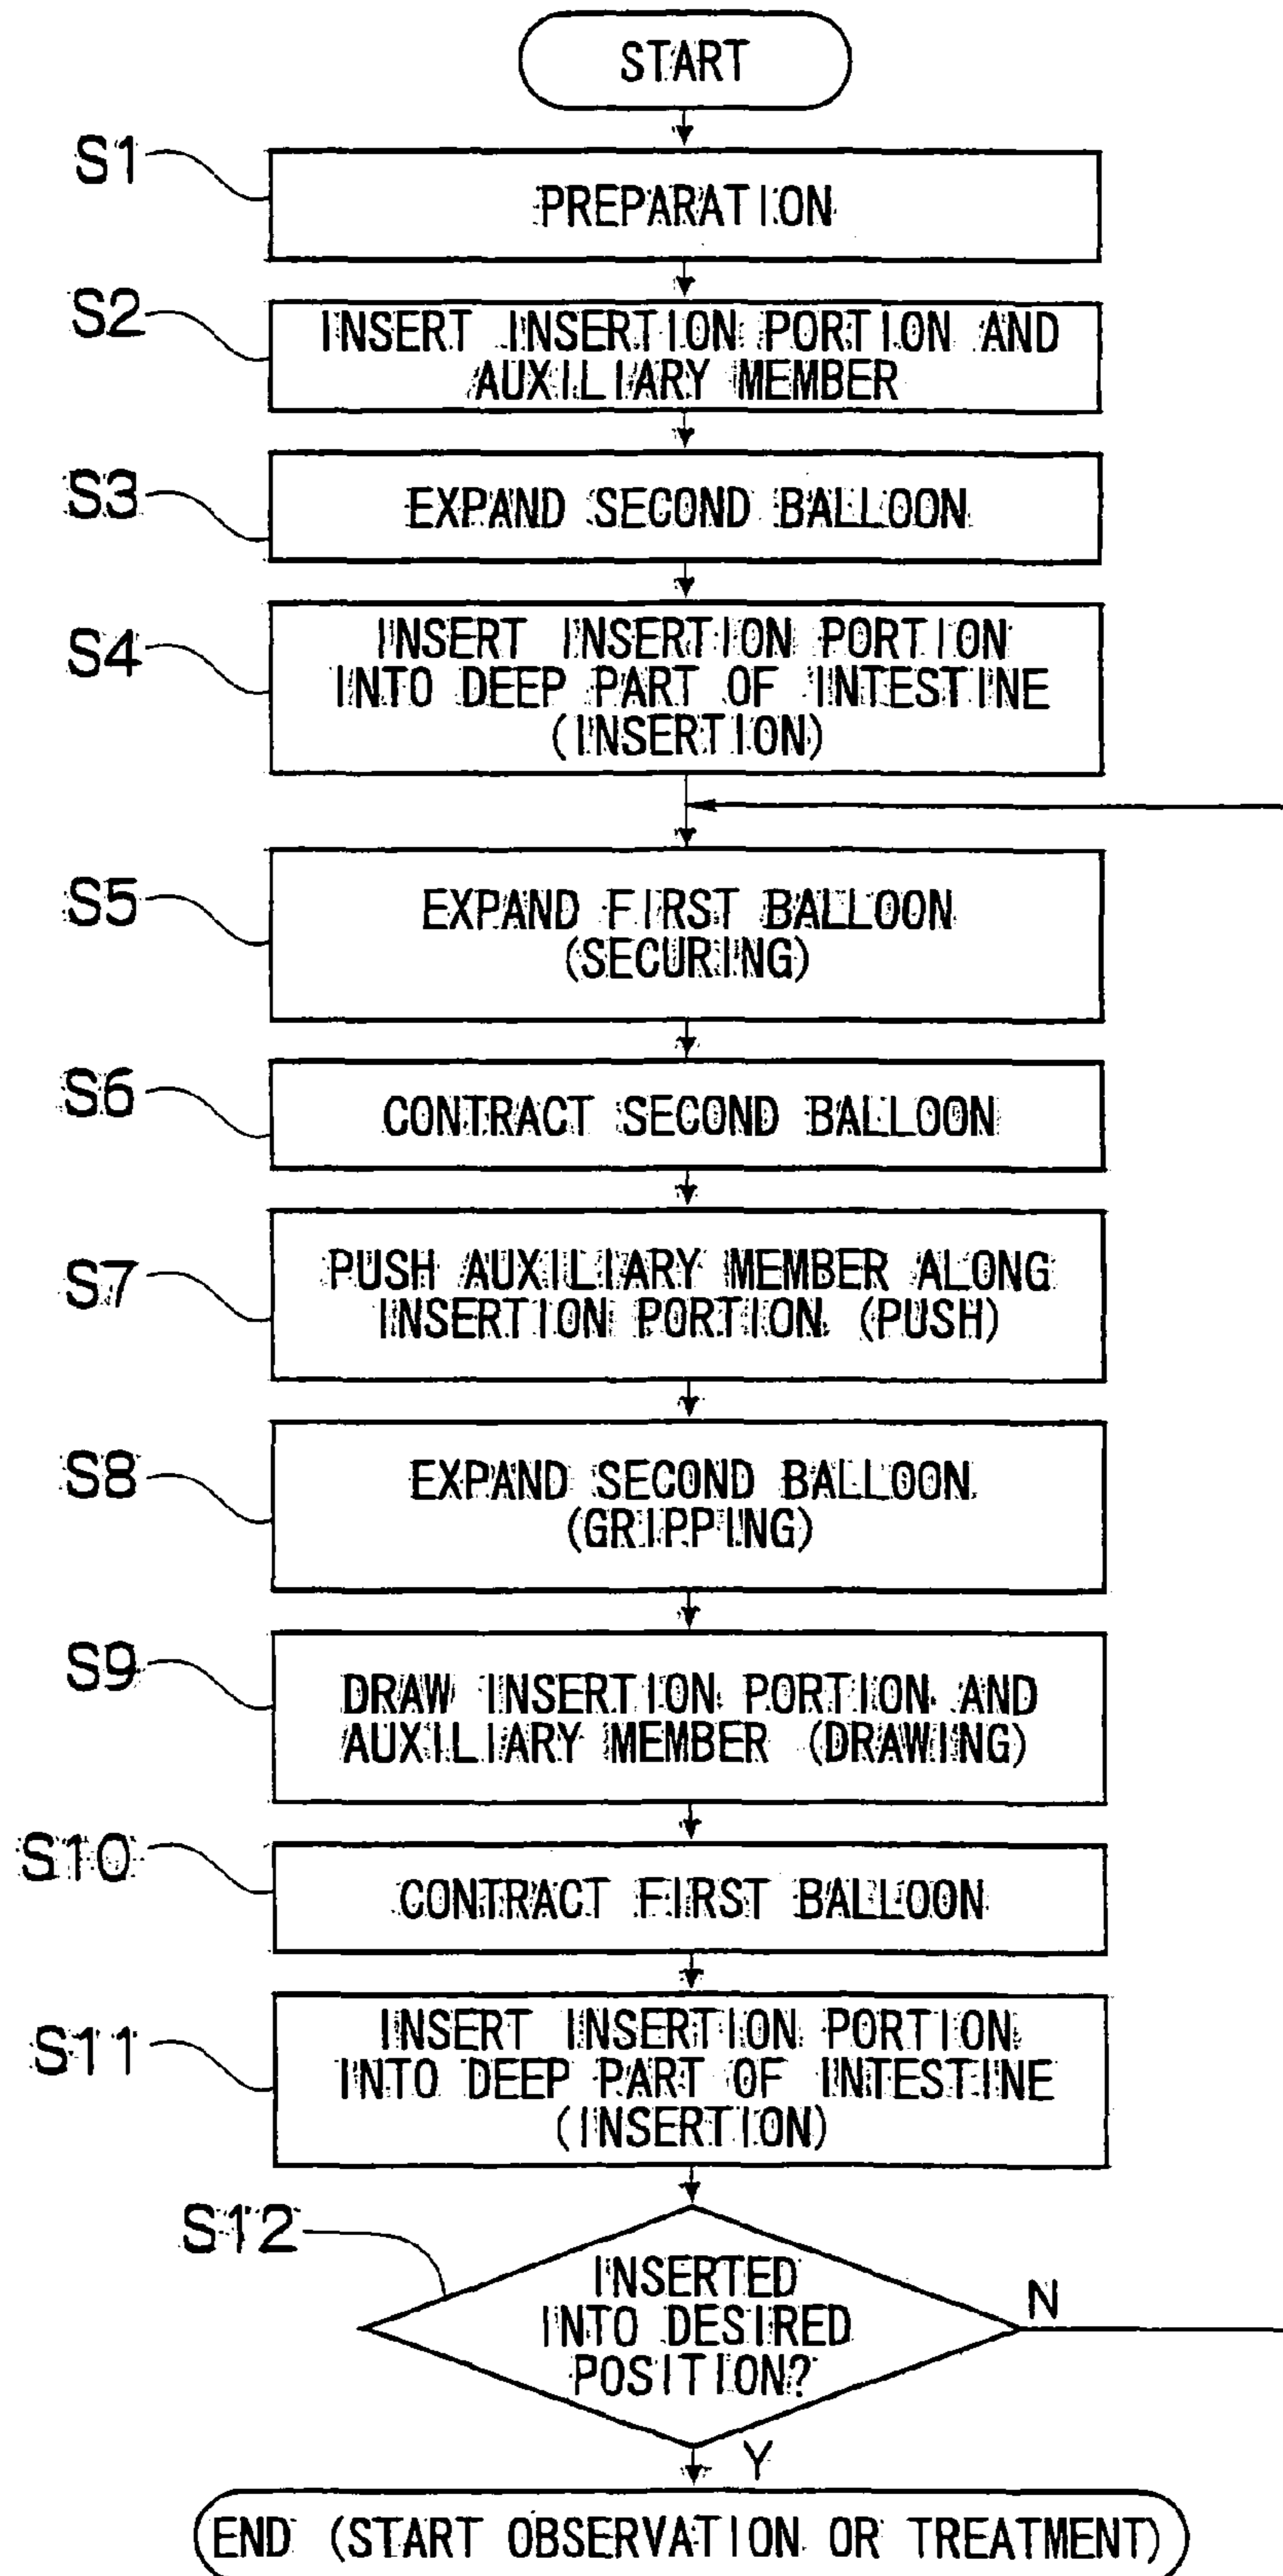 START
S1
PREPARATION
S2
INSERT INSERTION PORTION AND
AUXILIARY MEMBER
S3
EXPAND SECOND BALLOON
S4
INSERT INSERTION PORTION
INTO DEEP PART OF INTESTINE
(INSERTION)
S5
EXPAND FIRST BALLOON
(SECURING)
S6
CONTRACT SECOND BALLOON
S7
PUSH AUXILIARY MEMBER ALONG
INSERTION PORTION (PUSH)
S8
EXPAND SECOND BALLOON
(GRIPPING)
S9
DRAW INSERTION PORTION AND
AUXILIARY MEMBER (DRAWING)
S10
CONTRACT FIRST BALLOON
S11
INSERT INSERTION PORTION
INTO DEEP PART OF INTESTINE
(INSERTION)
S12
INSERTED
INTO DESIRED
POSITION?
N
Y
END (START OBSERVATION OR TREATMENT)